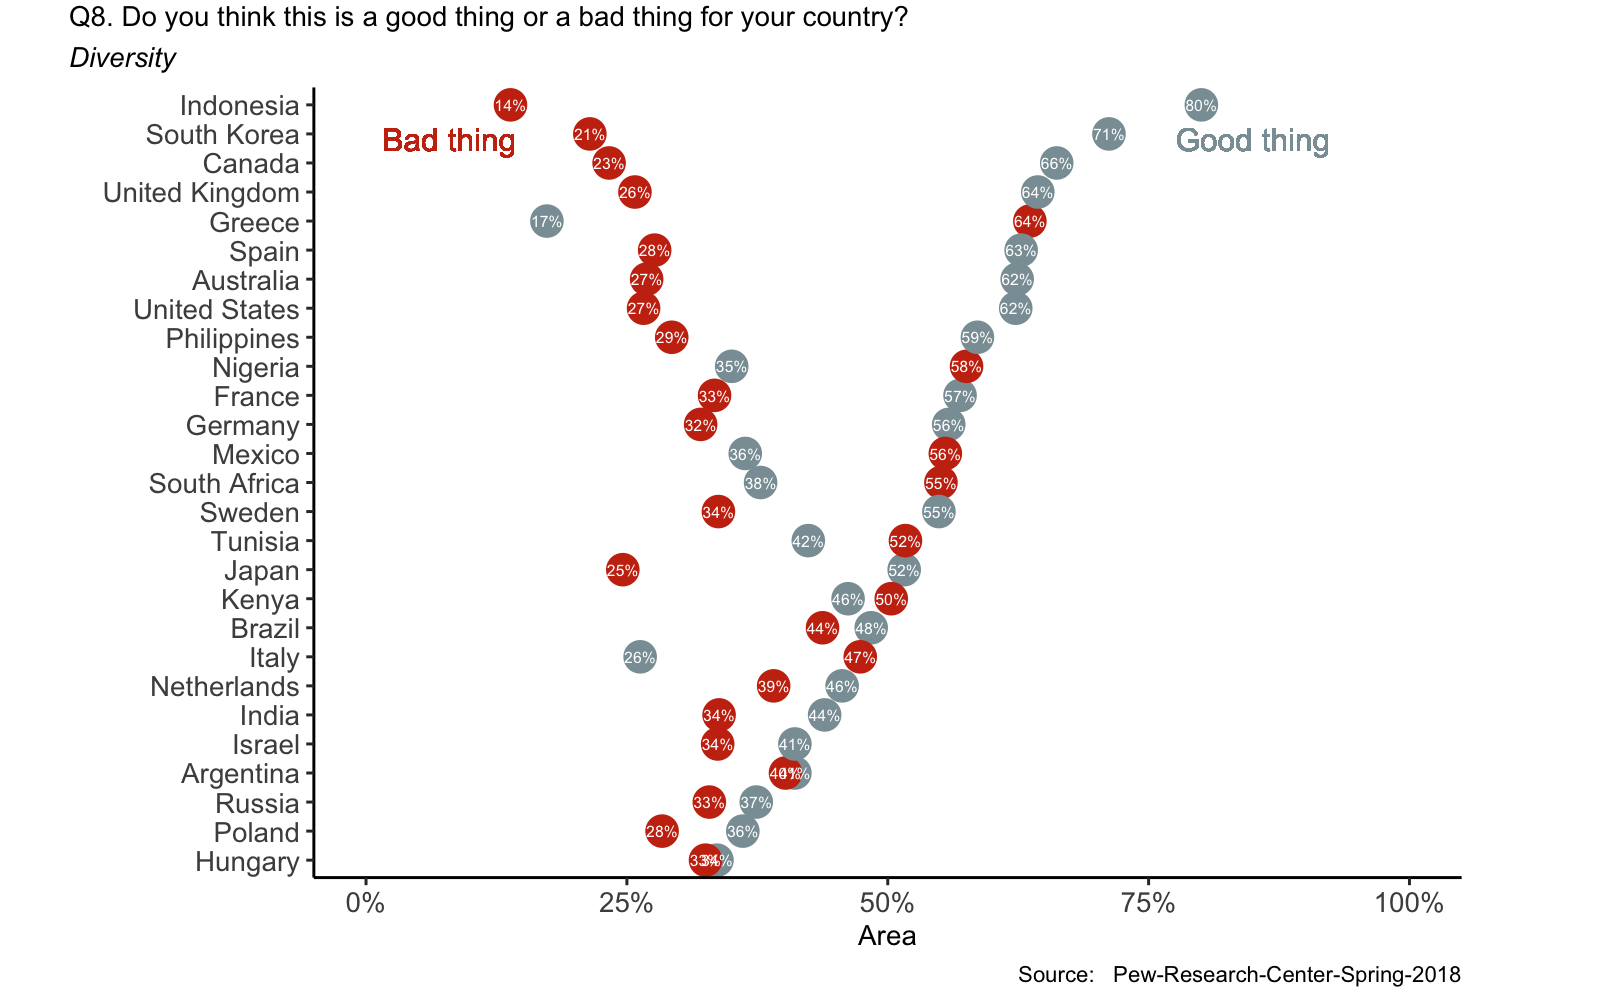 Q8. Do you think this is a good thing or a bad thing for your country?
Diversity
Indonesia 14% 80%
South Korea 21% 71%
Bad thing Good thing
Canada 23% 66%
United Kingdom 26% 64%
Greece 17% 64%
Spain 28% 63%
Australia 27% 62%
United States 27% 62%
Philippines 29% 59%
Nigeria 35% 58%
France 33% 57%
Germany 32% 56%
Mexico 36% 56%
South Africa 38% 55%
Sweden 34% 55%
Tunisia 42% 52%
Japan 25% 52%
Kenya 46% 50%
Brazil 44% 48%
Italy 26% 47%
Netherlands 39% 46%
India 34% 44%
Israel 34% 41%
Argentina 40% 41%
Russia 33% 37%
Poland 28% 36%
Hungary 33% 34%
0% 25% 50% 75% 100%
Area
Source: Pew-Research-Center-Spring-2018